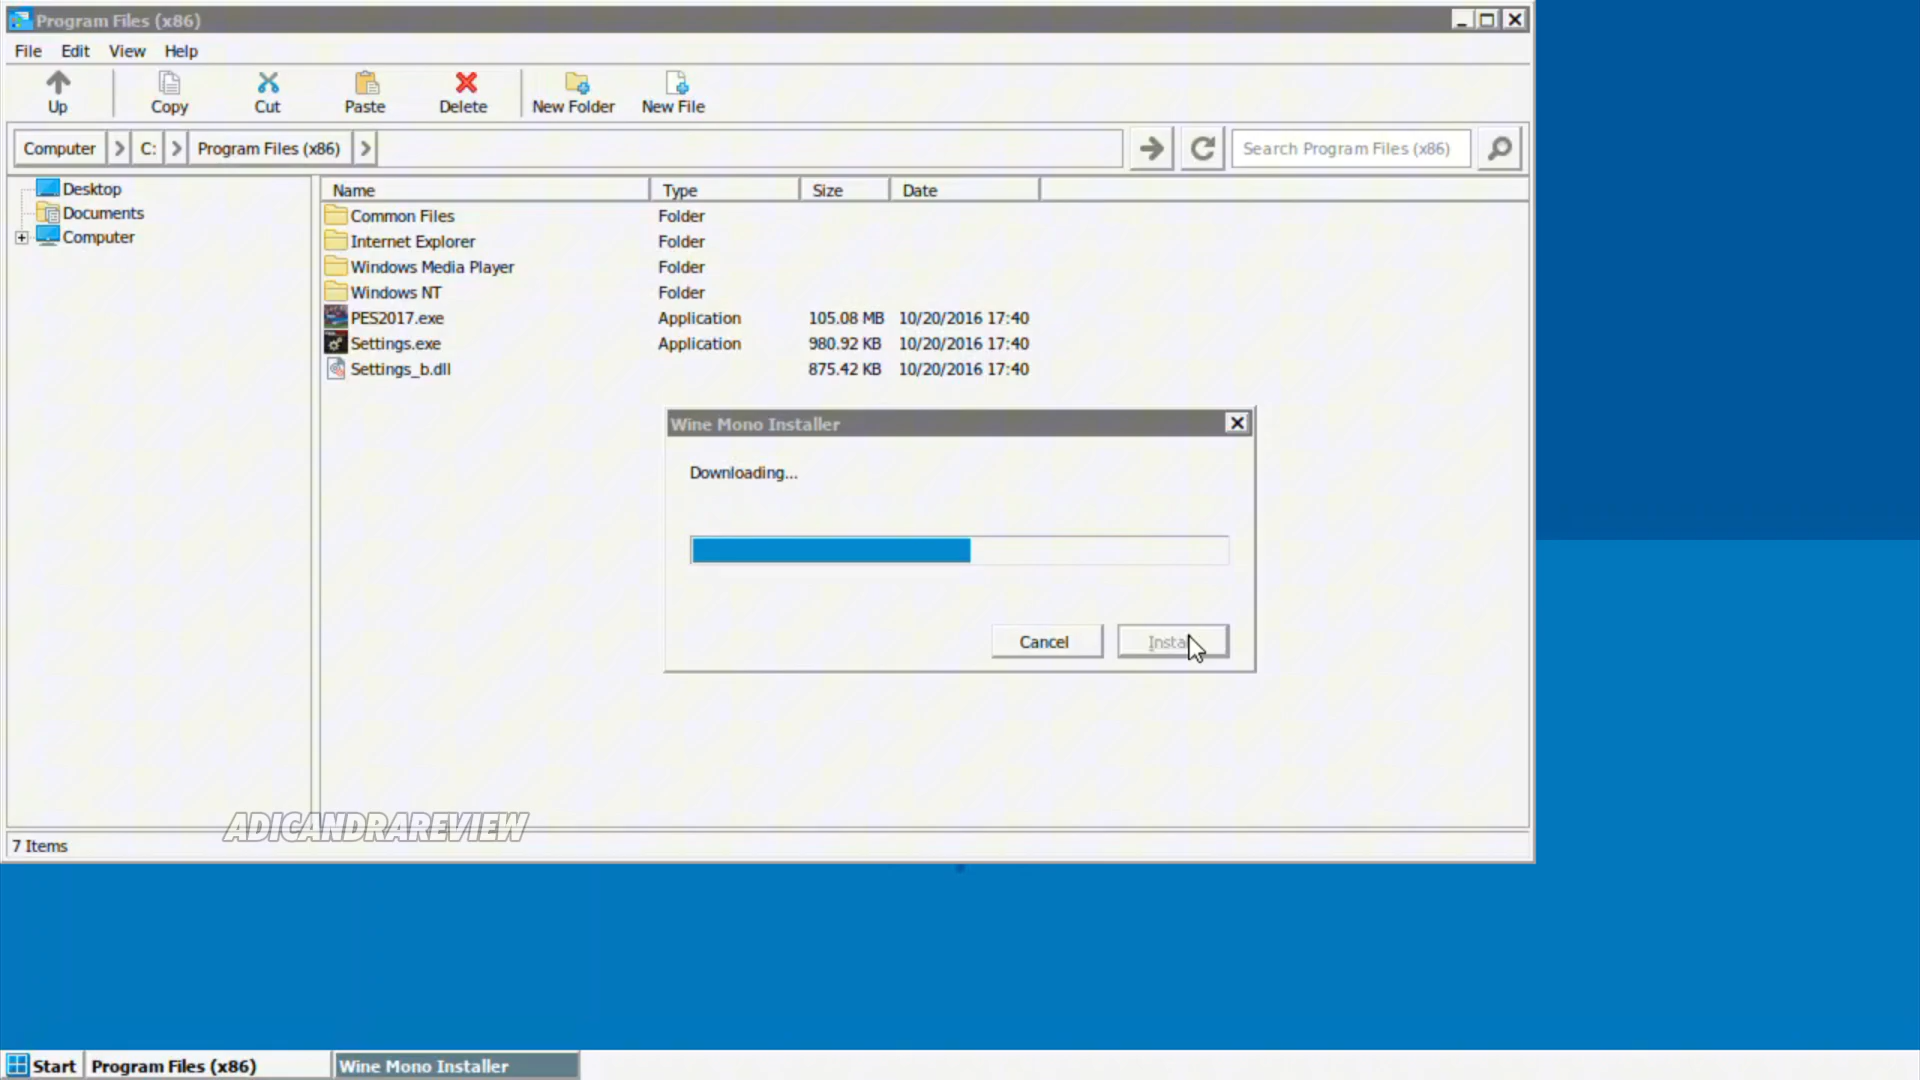 Program Files (x86)
File Edit View Help
Up Copy Cut Paste Delete New Folder New File
Computer C: Program Files (x86) Search Program Files (x86)
Desktop
Documents
Computer
Name Type Size Date
Common Files Folder
Internet Explorer Folder
Windows Media Player Folder
Windows NT Folder
PES2017.exe Application 105.08 MB 10/20/2016 17:40
Settings.exe Application 980.92 KB 10/20/2016 17:40
Settings_b.dll 875.42 KB 10/20/2016 17:40
Wine Mono Installer
Downloading...
Cancel
ADICANDRAREVIEW
7 Items
Start Program Files (x86) Wine Mono Installer